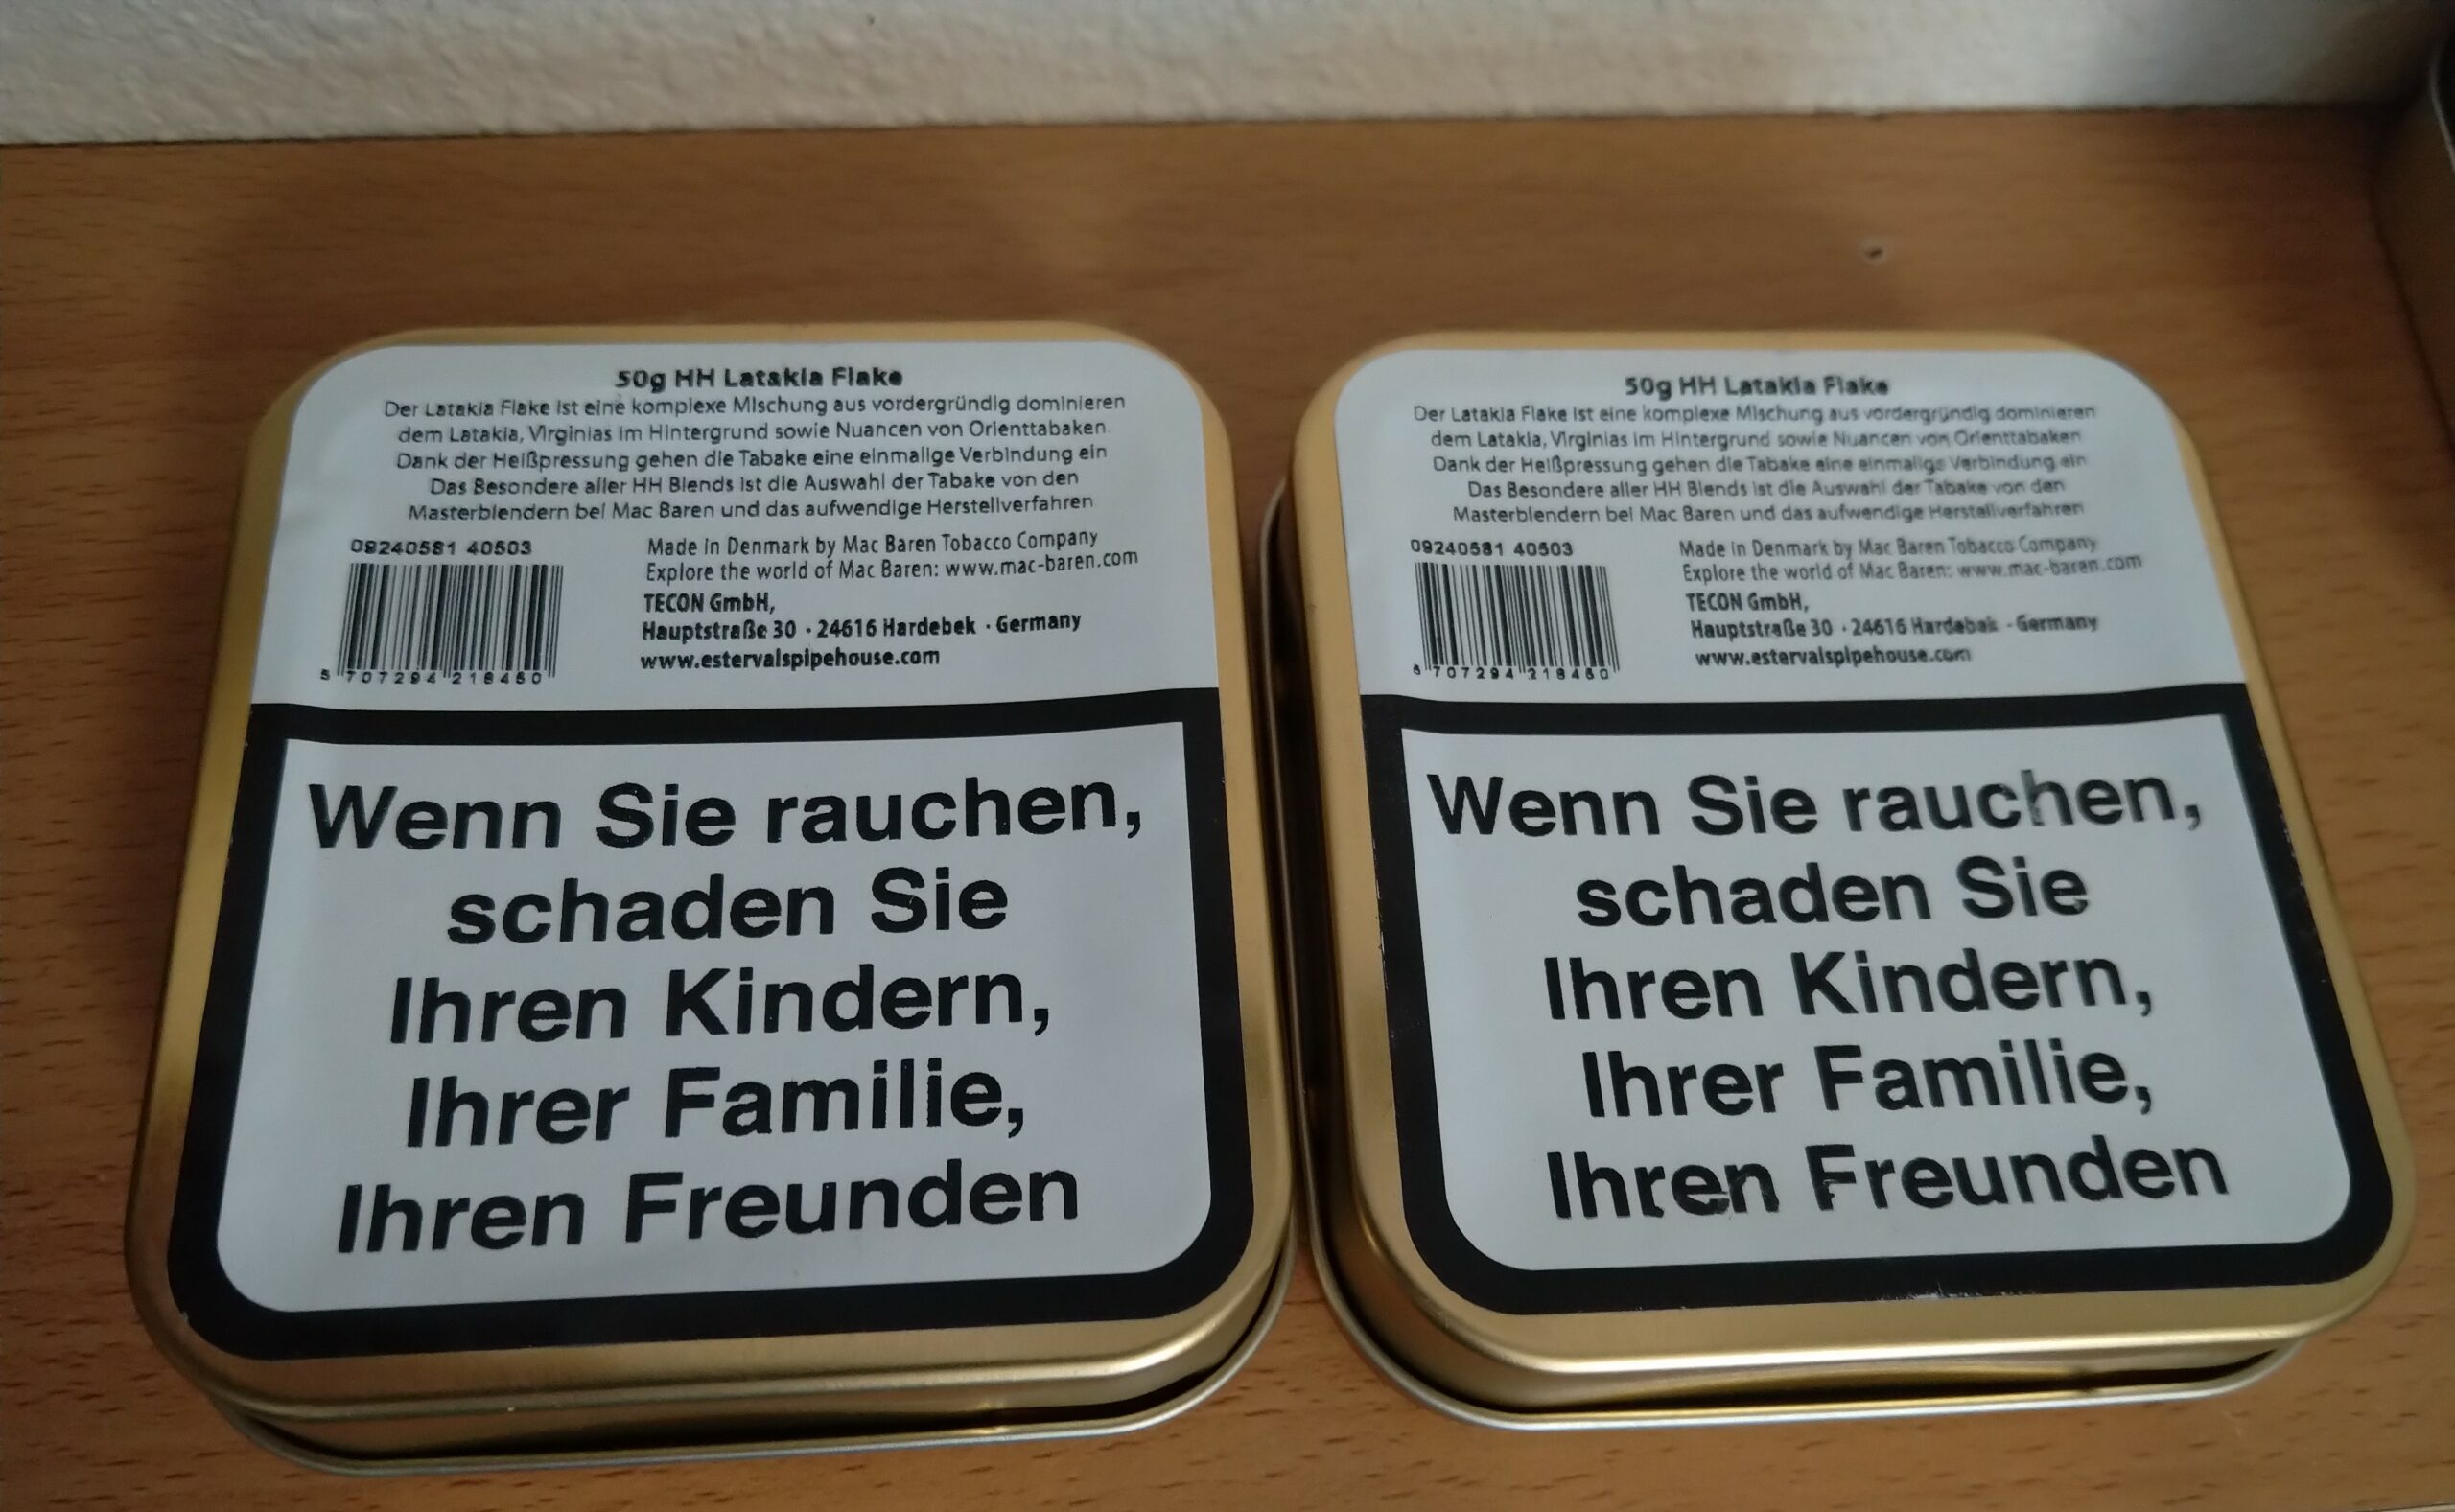 50g HH Latakia Flake
Der Latakia Flake ist eine komplexe Mischung aus vordergründig dominieren
dem Latakia, Virginias im Hintergrund sowie Nuancen von Orienttabaken
Dank der Heißpressung gehen die Tabake eine einmalige Verbindung ein
Das Besondere aller HH Blends ist die Auswahl der Tabake von den
Masterblendern bei Mac Baren und das aufwendige Herstellverfahren
09240581 40503
Made in Denmark by Mac Baren Tobacco Company
Explore the world of Mac Baren: www.mac-baren.com
TECON GmbH,
Hauptstraße 30 · 24616 Hardebek · Germany
www.estervalspipehouse.com
5 707294 218460
Wenn Sie rauchen,
schaden Sie
Ihren Kindern,
Ihrer Familie,
Ihren Freunden
50g HH Latakia Flake
Der Latakia Flake ist eine komplexe Mischung aus vordergründig dominieren
dem Latakia, Virginias im Hintergrund sowie Nuancen von Orienttabaken
Dank der Heißpressung gehen die Tabake eine einmalige Verbindung ein
Das Besondere aller HH Blends ist die Auswahl der Tabake von den
Masterblendern bei Mac Baren und das aufwendige Herstellverfahren
09240581 40503
Made in Denmark by Mac Baren Tobacco Company
Explore the world of Mac Baren: www.mac-baren.com
TECON GmbH,
Hauptstraße 30 · 24616 Hardebek · Germany
www.estervalspipehouse.com
5 707294 218460
Wenn Sie rauchen,
schaden Sie
Ihren Kindern,
Ihrer Familie,
Ihren Freunden